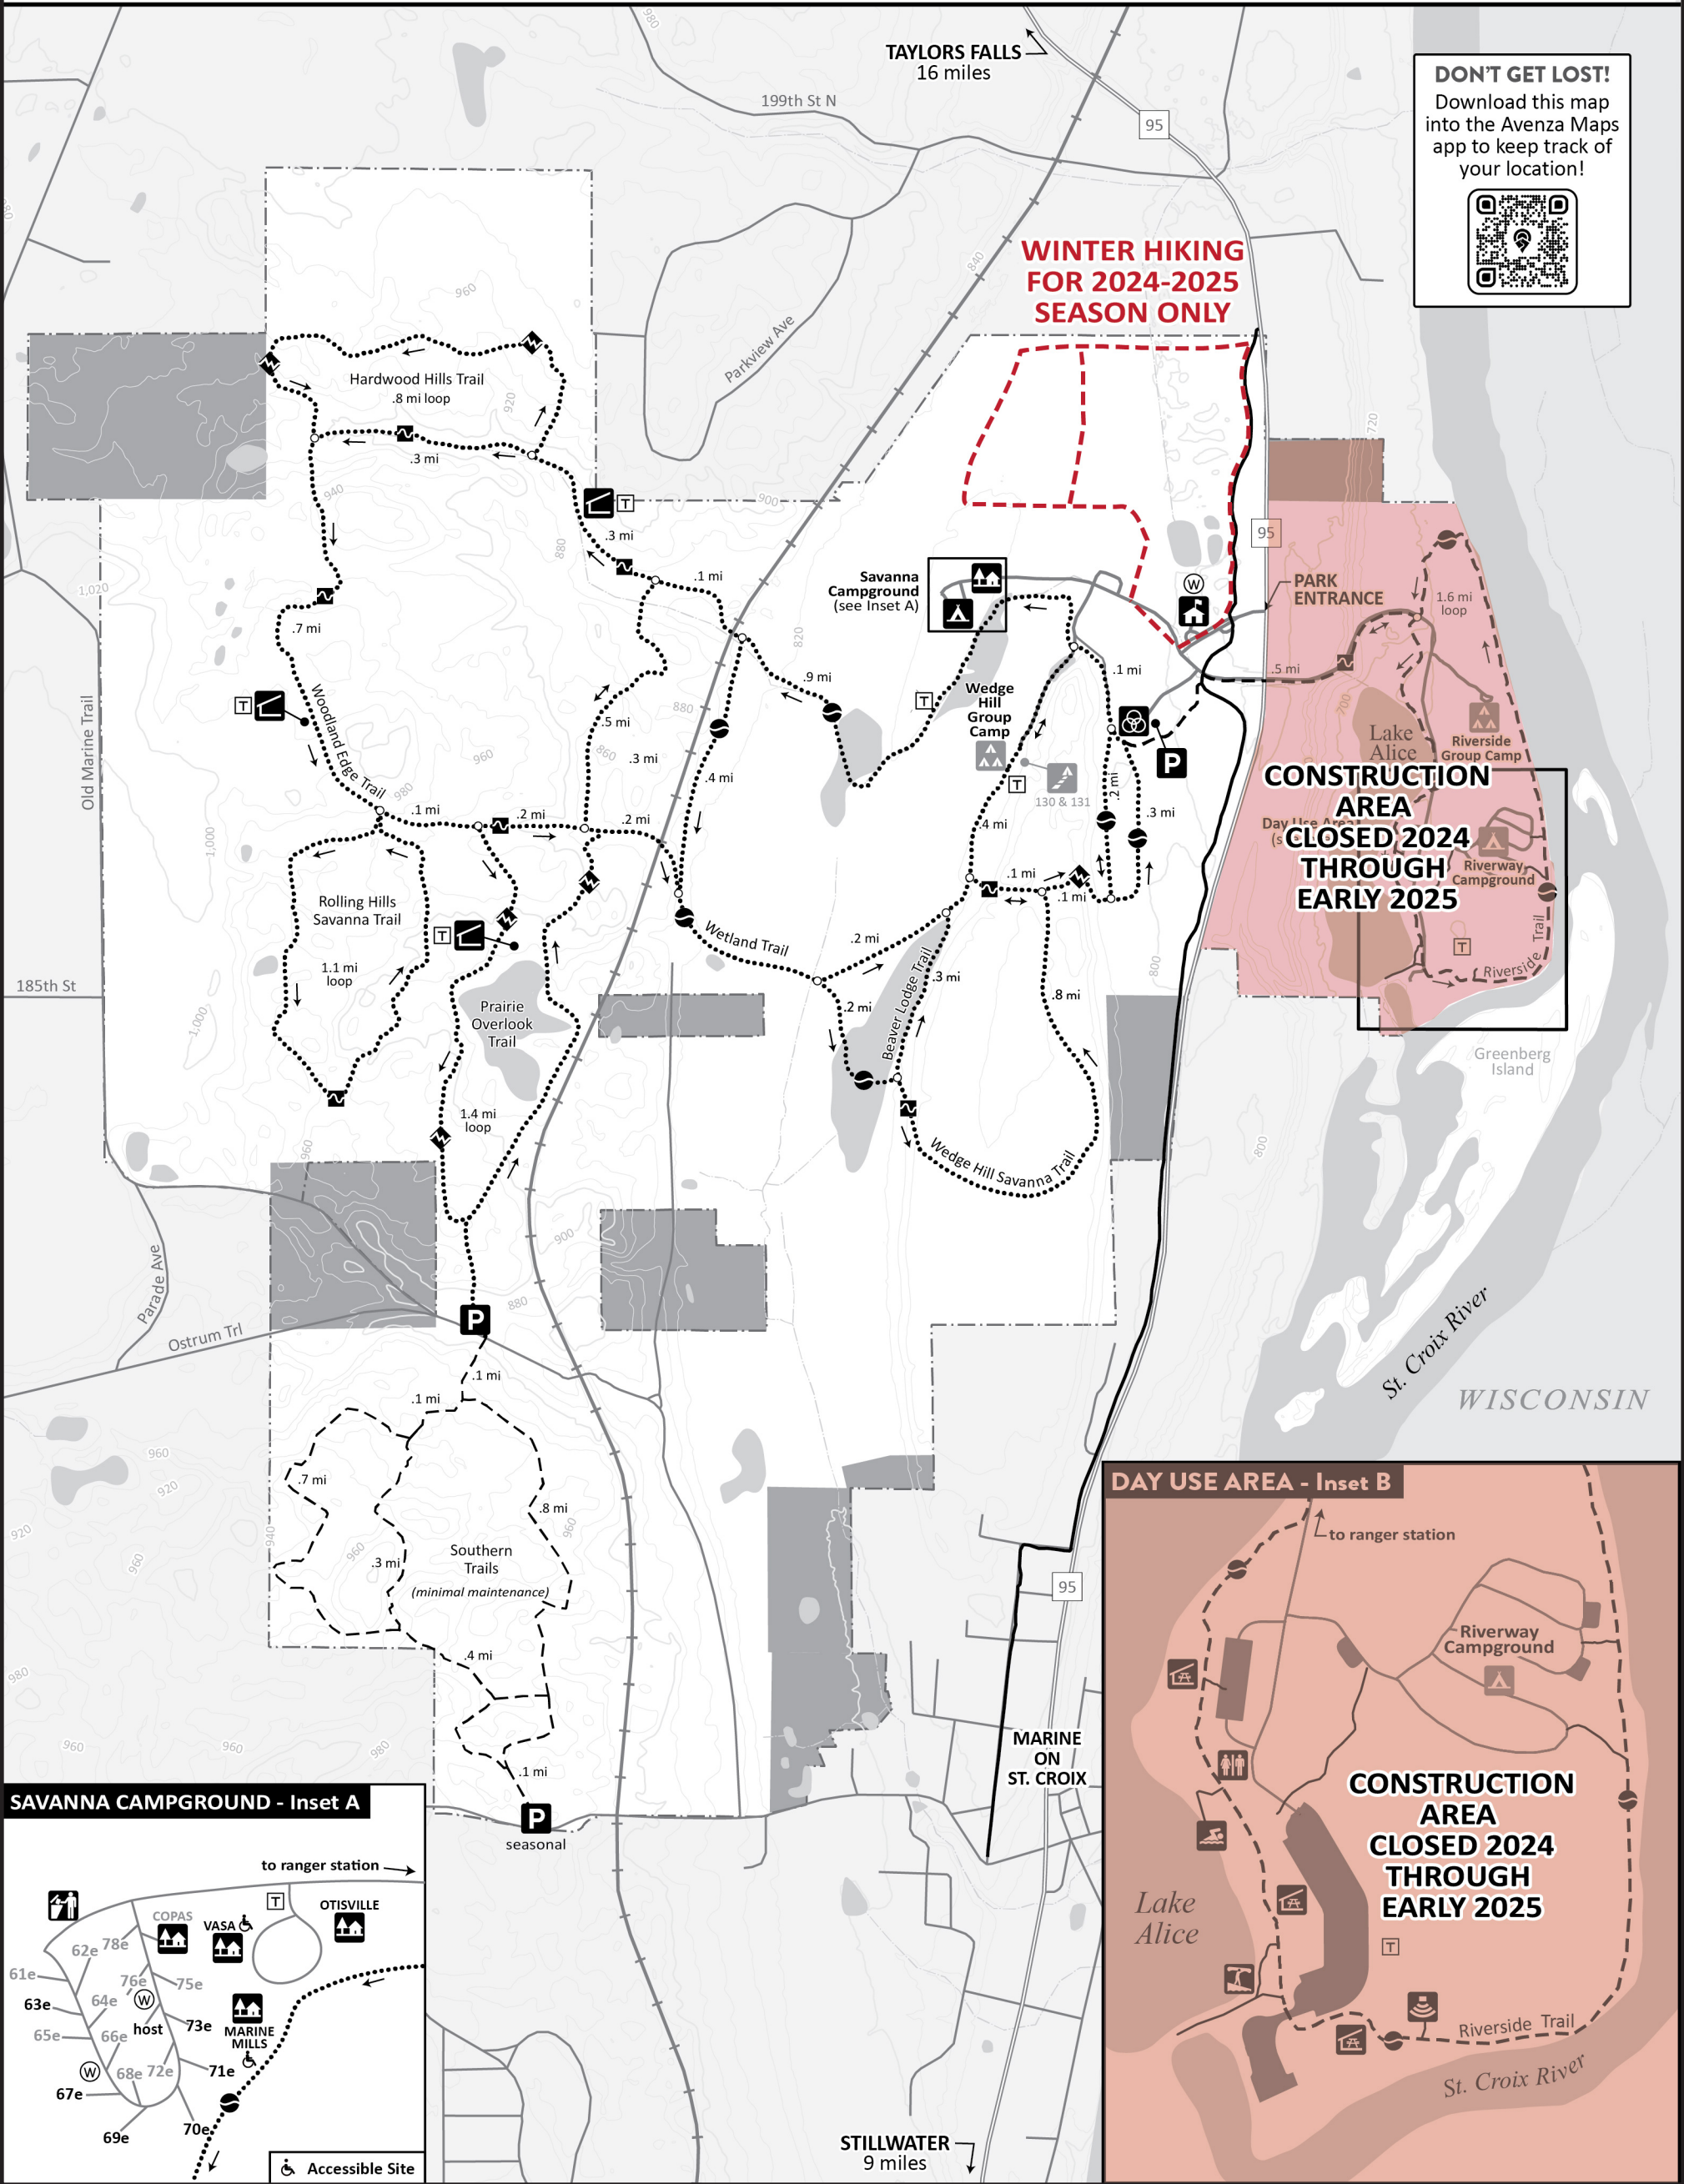 TAYLORS FALLS
16 miles
199th St N
95
980
DON'T GET LOST!
Download this map
into the Avenza Maps
app to keep track of
your location!
WINTER HIKING
FOR 2024-2025
SEASON ONLY
840
960
Parkview Ave
Hardwood Hills Trail
.8 mi loop
920
720
.3 mi
940
900
95
880
.3 mi
T
Savanna
Campground
(see Inset A)
.1 mi
W
PARK
ENTRANCE
1.6 mi
loop
1,020
.7 mi
820
.1 mi
.5 mi
.9 mi
T
Wedge
Hill
Group
Camp
T
Woodland Edge Trail
880
700
.5 mi
860
Lake
Alice
Riverside
Group Camp
Old Marine Trail
960
.3 mi
.4 mi
P
T
130 & 131
.2 mi
CONSTRUCTION
AREA
CLOSED 2024
THROUGH
EARLY 2025
Day Use Area
Riverway
Campground
980
1,000
.1 mi
.2 mi
.2 mi
.4 mi
.3 mi
.1 mi
.1 mi
Rolling Hills
Savanna Trail
T
Wetland Trail
.2 mi
T
Riverside Trail
1.1 mi
loop
185th St
1,000
Prairie
Overlook
Trail
Beaver Lodge Trail
.3 mi
.2 mi
.8 mi
800
Greenberg
Island
1.4 mi
loop
960
Wedge Hill Savanna Trail
800
900
Parade Ave
880
P
Ostrum Trl
St. Croix River
WISCONSIN
.1 mi
.1 mi
960
920
.7 mi
.8 mi
920
940
960
960
960
.3 mi
Southern
Trails
(minimal maintenance)
95
980
.4 mi
960
960
980
.1 mi
P
seasonal
MARINE
ON
ST. CROIX
STILLWATER
9 miles
SAVANNA CAMPGROUND - Inset A
to ranger station
T
OTISVILLE
COPAS
VASA
62e
78e
61e
76e
75e
63e
64e
W
host
73e
65e
66e
MARINE
MILLS
W
68e
72e
71e
67e
70e
69e
Accessible Site
DAY USE AREA - Inset B
to ranger station
Riverway
Campground
CONSTRUCTION
AREA
CLOSED 2024
THROUGH
EARLY 2025
Lake
Alice
T
Riverside Trail
St. Croix River